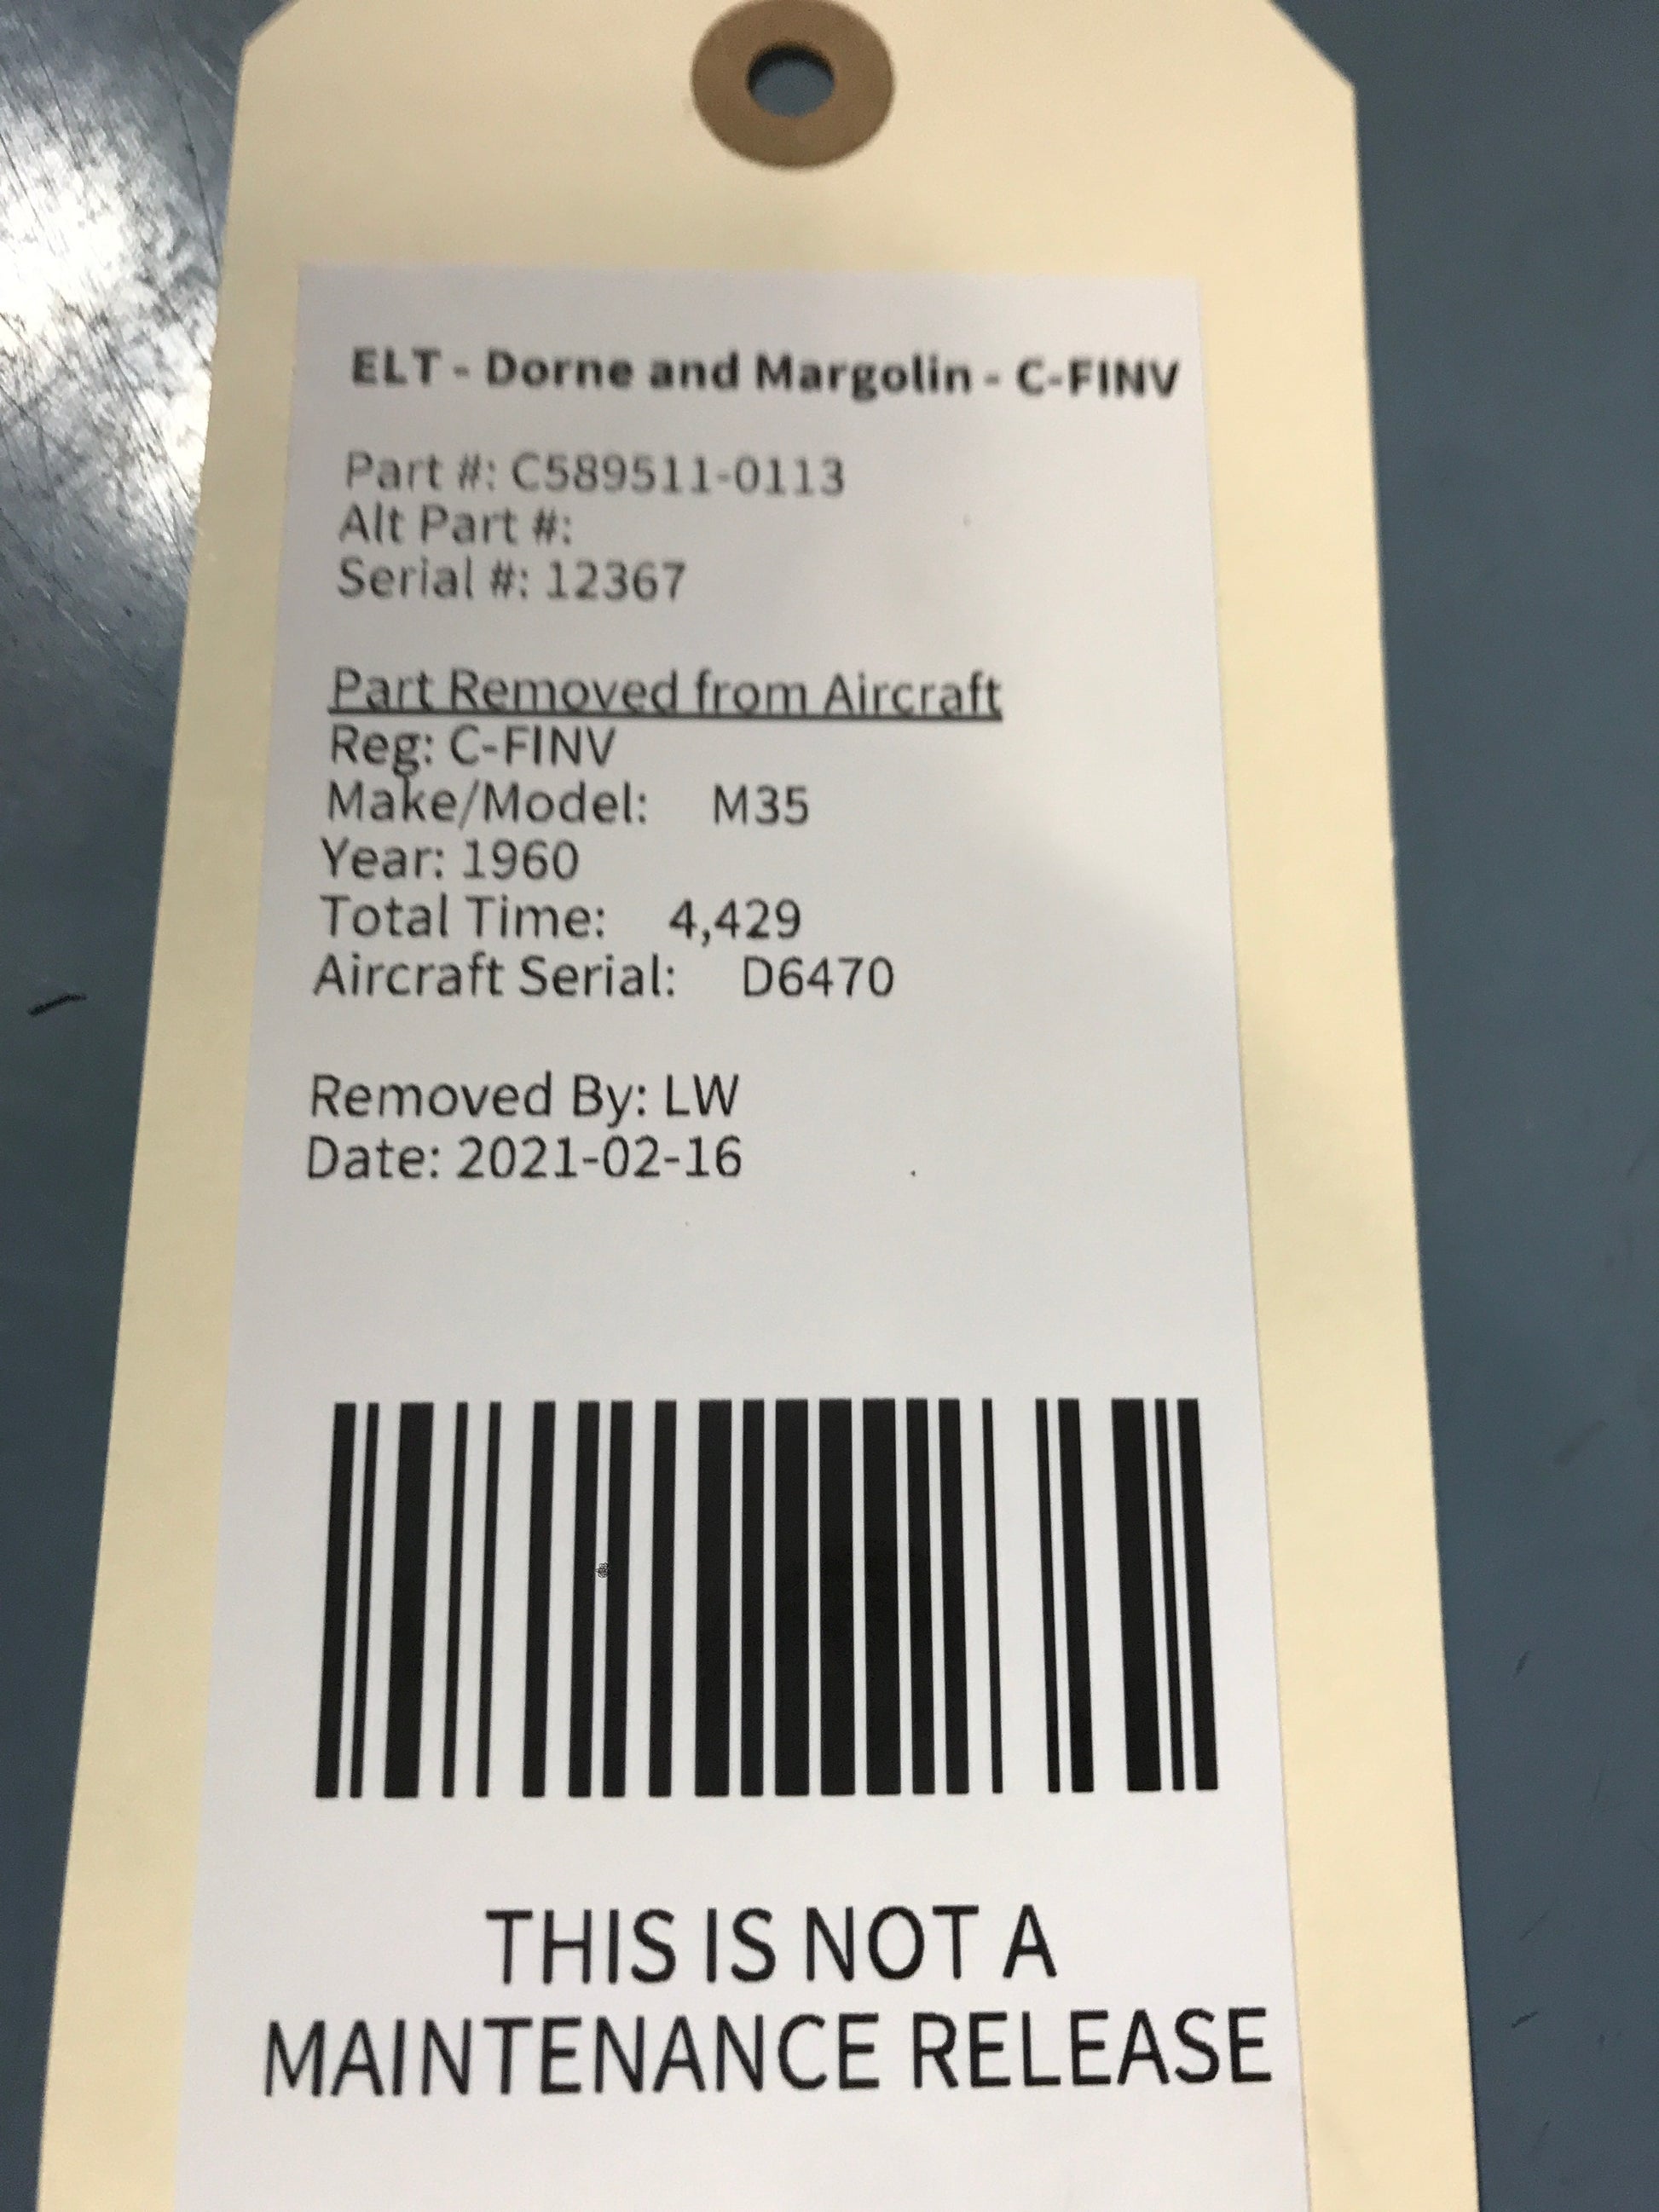 ELT - Dorne and Margolin - C-FINV
Part #: C589511-0113
Alt Part #:
Serial #: 12367
Part Removed from Aircraft
Reg: C-FINV
Make/Model: M35
Year: 1960
Total Time: 4,429
Aircraft Serial: D6470
Removed By: LW
Date: 2021-02-16
THIS IS NOT A
MAINTENANCE RELEASE